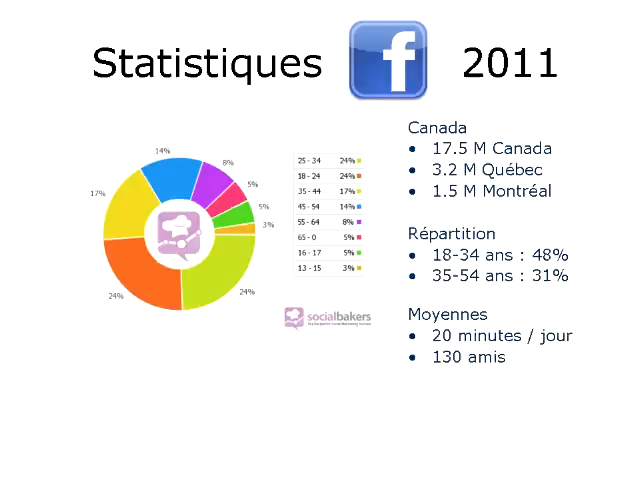 Statistiques f 2011
Canada
• 17.5 M Canada
• 3.2 M Québec
• 1.5 M Montréal
Répartition
• 18-34 ans : 48%
• 35-54 ans : 31%
Moyennes
• 20 minutes / jour
• 130 amis
14%
8%
5%
5%
3%
24%
24%
17%
25 - 34 24%
18 - 24 24%
35 - 44 17%
45 - 54 14%
55 - 64 8%
65 - 0 5%
16 - 17 5%
13 - 15 3%
socialbakers